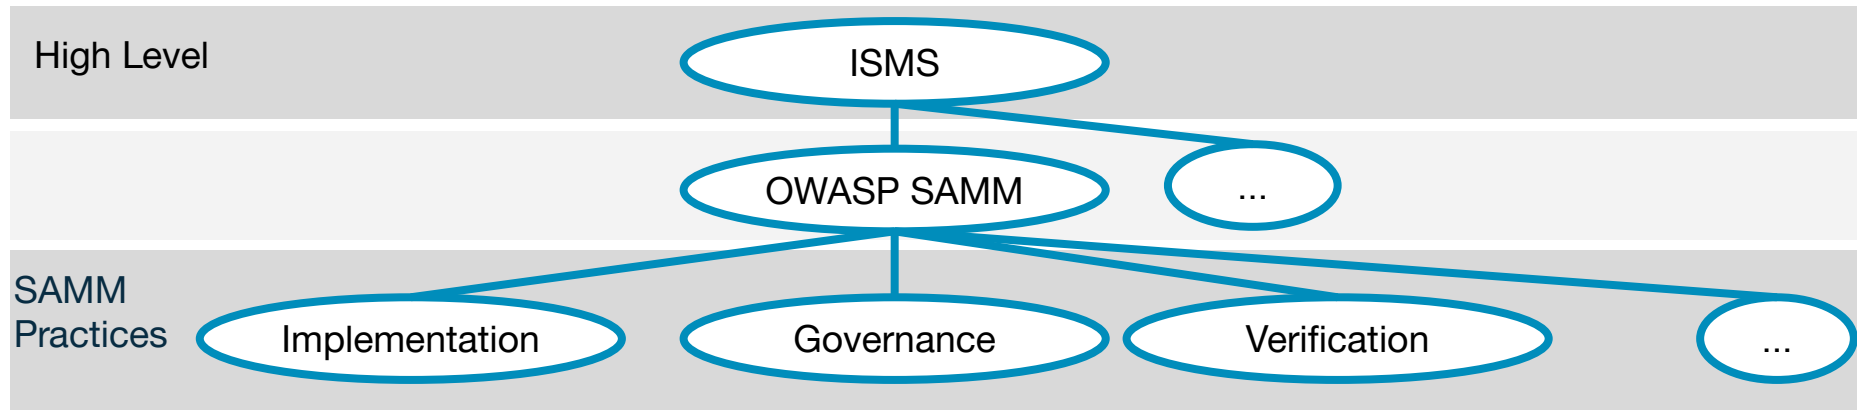 High Level
ISMS
OWASP SAMM
...
SAMM
Practices
Implementation
Governance
Verification
...